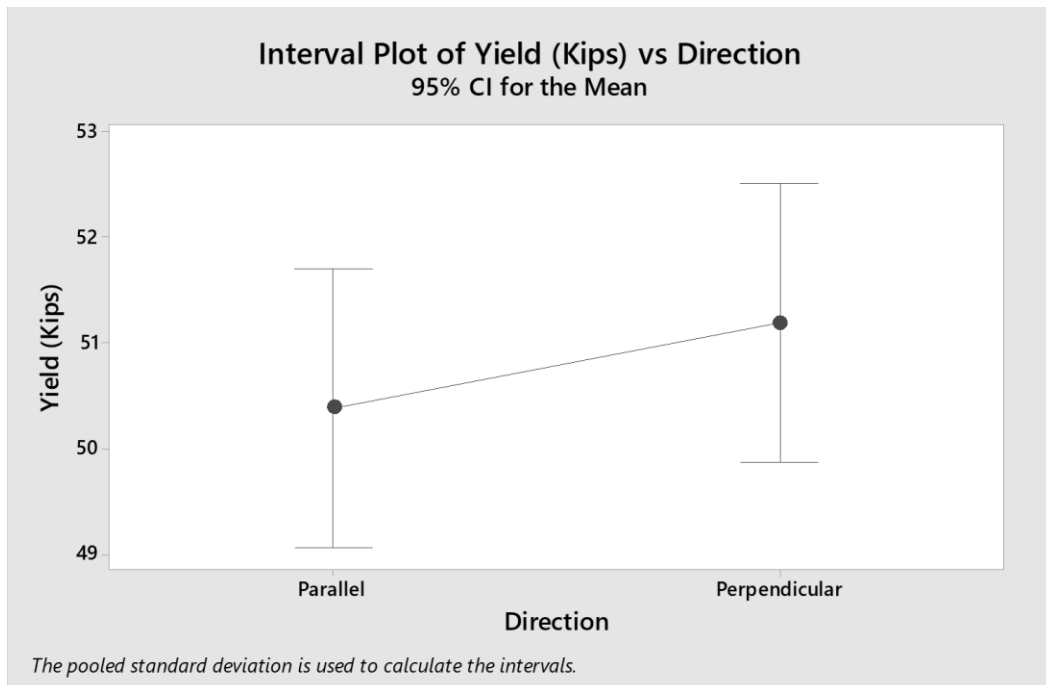 Interval Plot of Yield (Kips) vs Direction
95% CI for the Mean
53
52
51
50
49
Yield (Kips)
Parallel
Perpendicular
Direction
The pooled standard deviation is used to calculate the intervals.